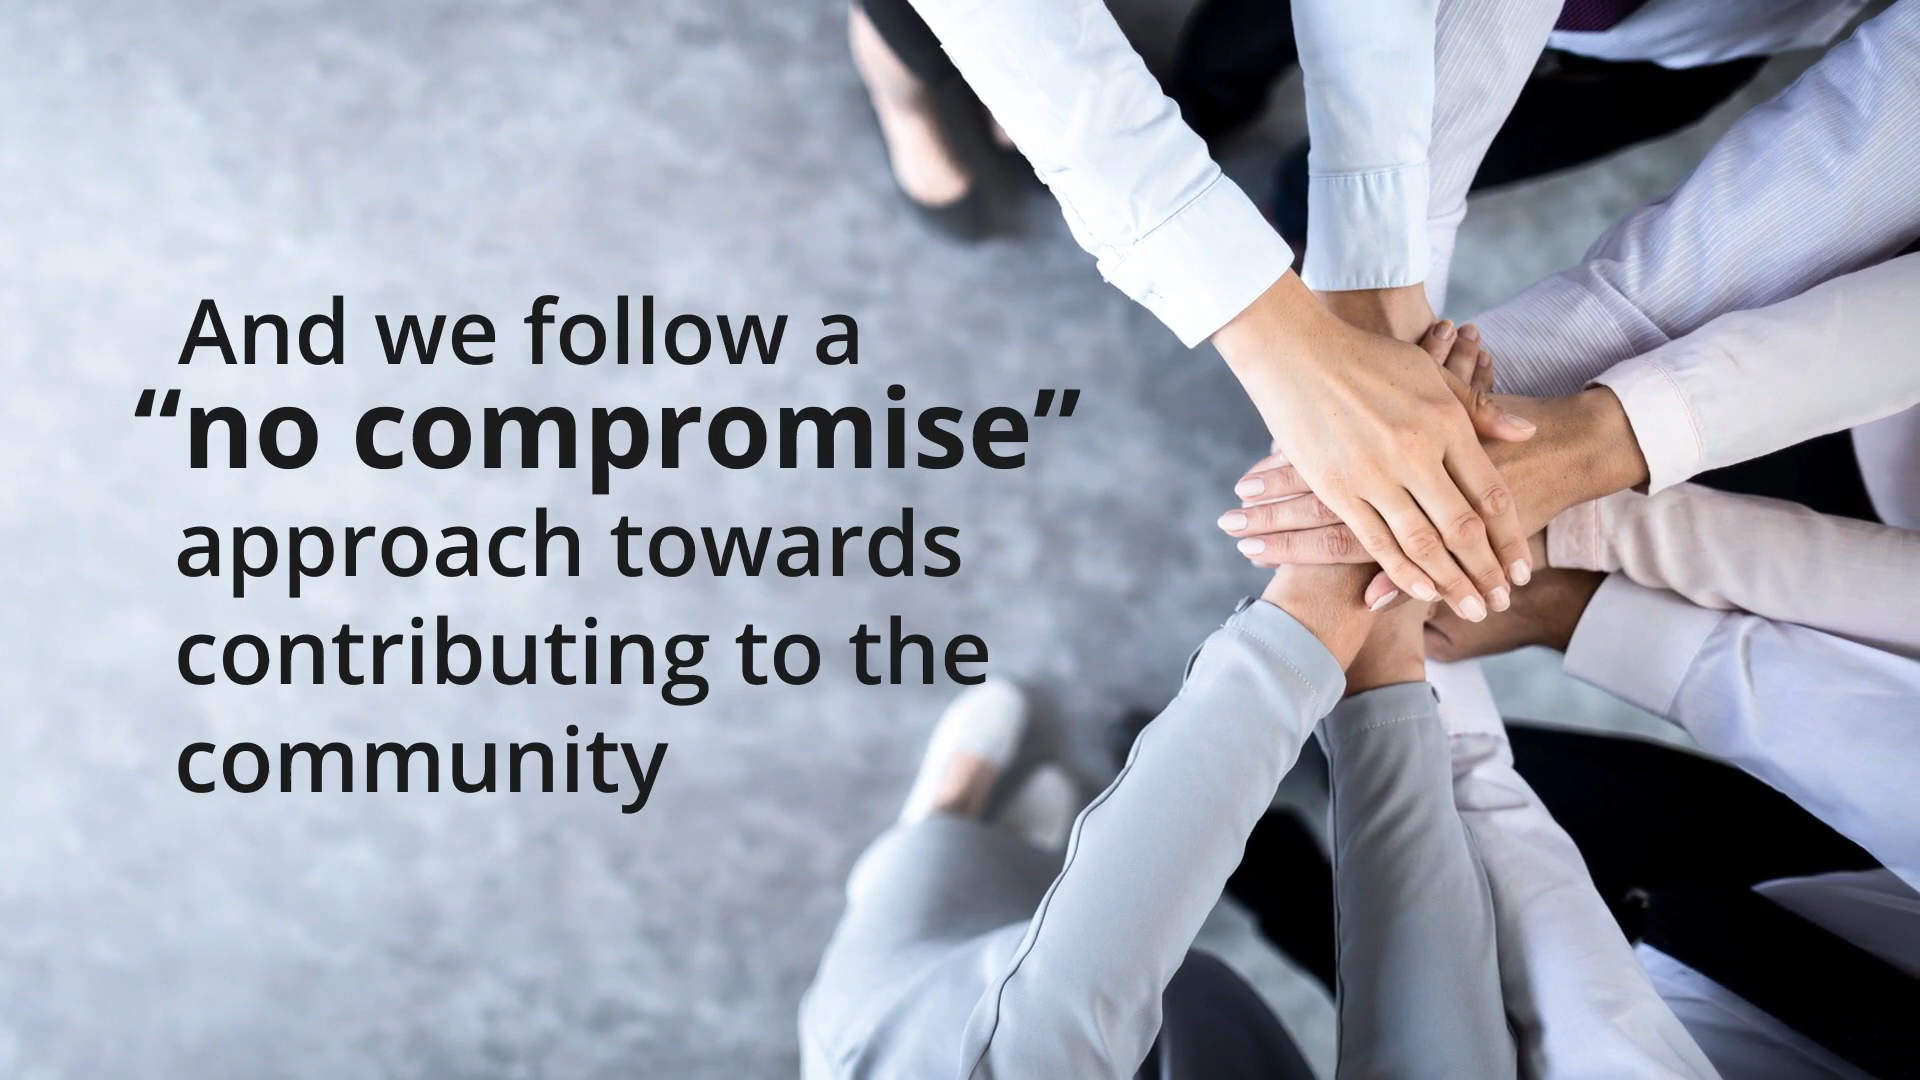 And we follow a
“no compromise”
approach towards
contributing to the
community